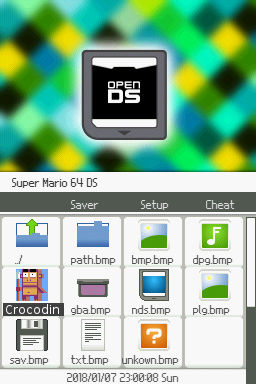 OPEN
DS
Super Mario 64 DS
Saver Setup Cheat
../ path.bmp bmp.bmp dpg.bmp
Crocodin gba.bmp nds.bmp plg.bmp
sav.bmp txt.bmp unkown.bmp
2018/01/07 23:00:08 Sun